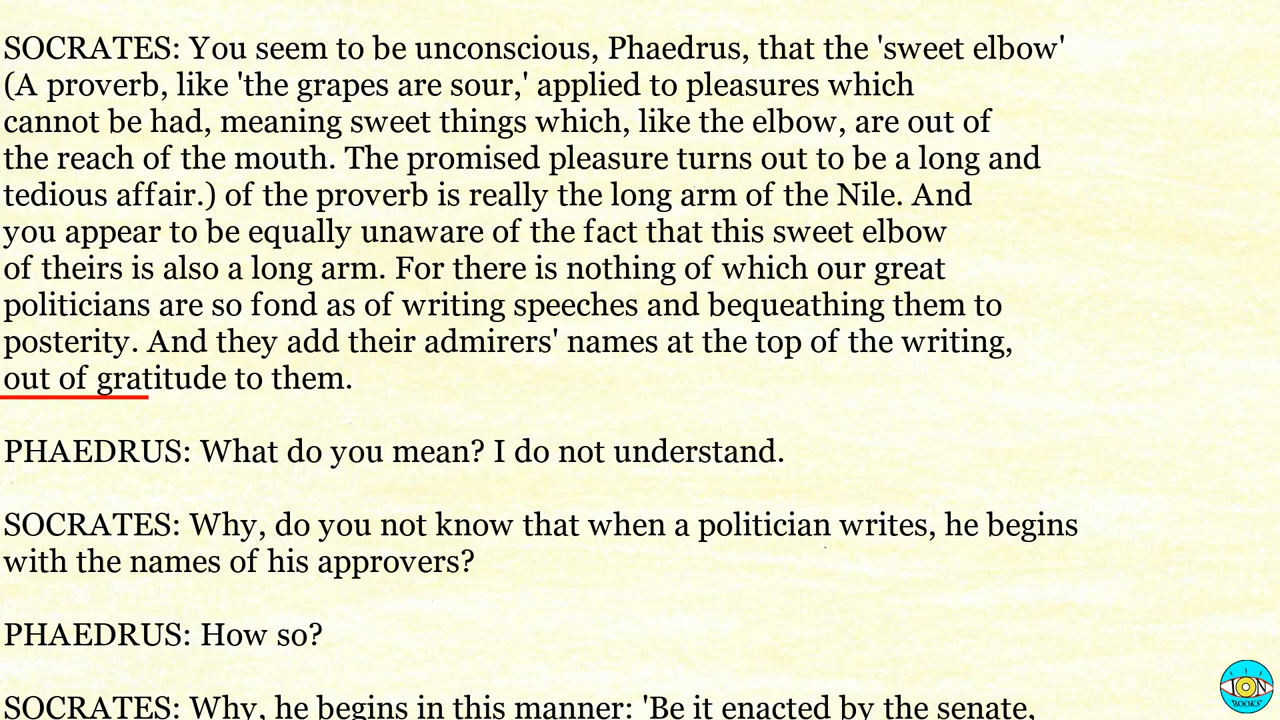 SOCRATES: You seem to be unconscious, Phaedrus, that the 'sweet elbow'
(A proverb, like 'the grapes are sour,' applied to pleasures which
cannot be had, meaning sweet things which, like the elbow, are out of
the reach of the mouth. The promised pleasure turns out to be a long and
tedious affair.) of the proverb is really the long arm of the Nile. And
you appear to be equally unaware of the fact that this sweet elbow
of theirs is also a long arm. For there is nothing of which our great
politicians are so fond as of writing speeches and bequeathing them to
posterity. And they add their admirers' names at the top of the writing,
out of gratitude to them.
PHAEDRUS: What do you mean? I do not understand.
SOCRATES: Why, do you not know that when a politician writes, he begins
with the names of his approvers?
PHAEDRUS: How so?
SOCRATES: Why, he begins in this manner: 'Be it enacted by the senate,
ION
BOOKS